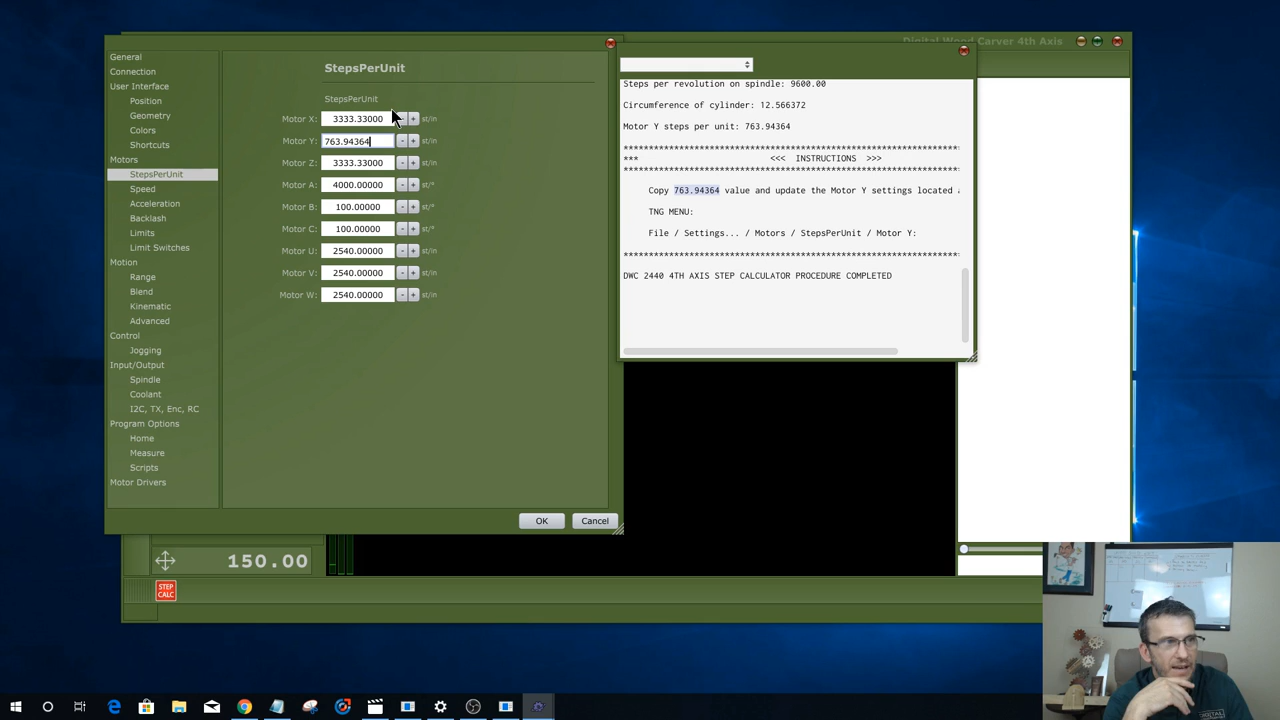 Digital Wood Carver 4th Axis
General
Connection
User Interface
Position
Geometry
Colors
Shortcuts
Motors
StepsPerUnit
Speed
Acceleration
Backlash
Limits
Limit Switches
Motion
Range
Blend
Kinematic
Advanced
Control
Jogging
Input/Output
Spindle
Coolant
I2C, TX, Enc, RC
Program Options
Home
Measure
Scripts
Motor Drivers
StepsPerUnit
StepsPerUnit
Motor X: 3333.33000 - + st/in
Motor Y: 763.94364 - + st/in
Motor Z: 3333.33000 - + st/in
Motor A: 4000.00000 - + st/°
Motor B: 100.00000 - + st/°
Motor C: 100.00000 - + st/°
Motor U: 2540.00000 - + st/in
Motor V: 2540.00000 - + st/in
Motor W: 2540.00000 - + st/in
OK Cancel
Steps per revolution on spindle: 9600.00
Circumference of cylinder: 12.566372
Motor Y steps per unit: 763.94364
*****************************************************
*** <<< INSTRUCTIONS >>>
*****************************************************
Copy 763.94364 value and update the Motor Y settings located
TNG MENU:
File / Settings... / Motors / StepsPerUnit / Motor Y:
*****************************************************
DWC 2440 4TH AXIS STEP CALCULATOR PROCEDURE COMPLETED
150.00
STEP
CALC